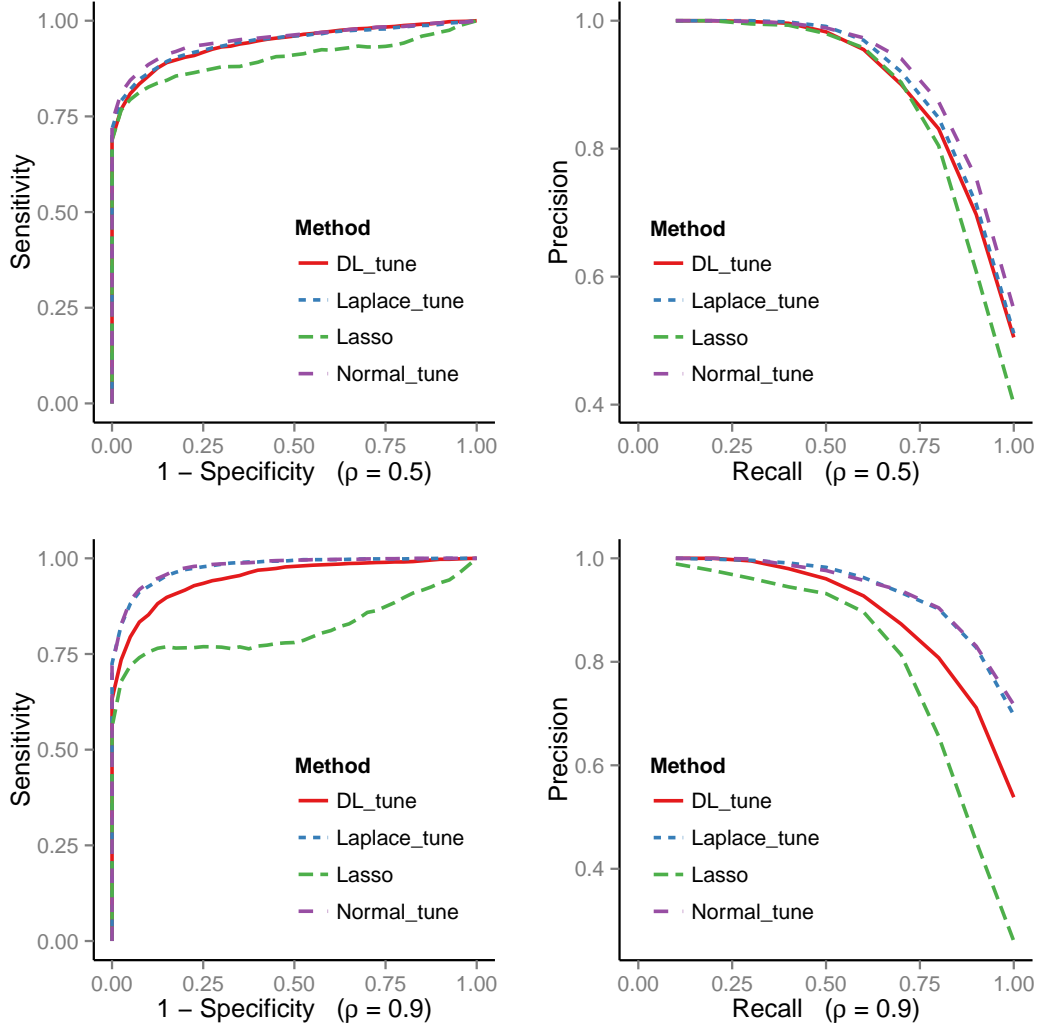 Sensitivity
1.00
0.75
0.50
0.25
0.00
Method
DL_tune
Laplace_tune
Lasso
Normal_tune
0.00 0.25 0.50 0.75 1.00
1 − Specificity (ρ = 0.5)
Precision
1.0
0.8
0.6
0.4
Method
DL_tune
Laplace_tune
Lasso
Normal_tune
0.00 0.25 0.50 0.75 1.00
Recall (ρ = 0.5)
Sensitivity
1.00
0.75
0.50
0.25
0.00
Method
DL_tune
Laplace_tune
Lasso
Normal_tune
0.00 0.25 0.50 0.75 1.00
1 − Specificity (ρ = 0.9)
Precision
1.0
0.8
0.6
0.4
Method
DL_tune
Laplace_tune
Lasso
Normal_tune
0.00 0.25 0.50 0.75 1.00
Recall (ρ = 0.9)